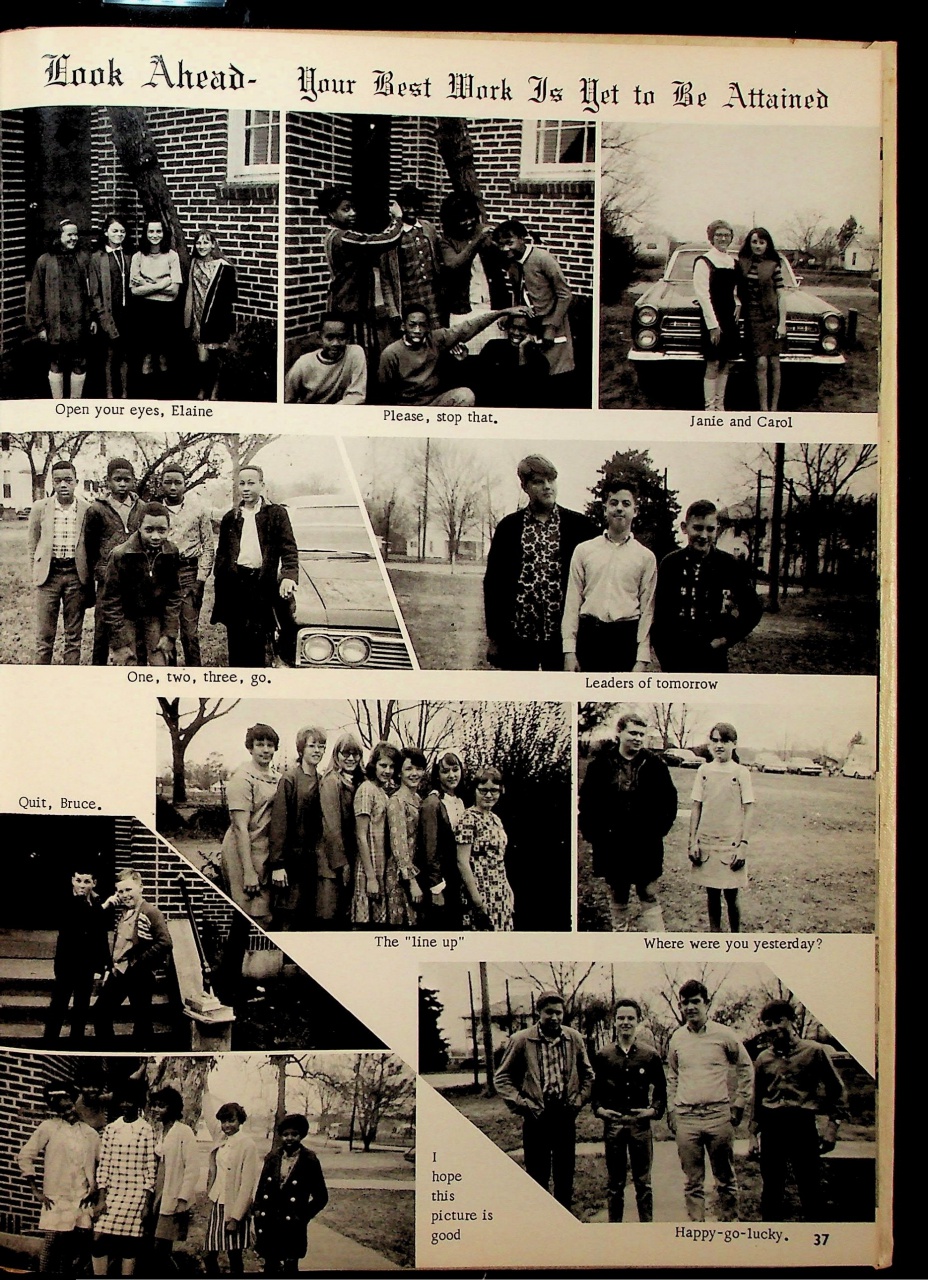 Look Ahead- Your Best Work Is Yet to Be Attained
Open your eyes, Elaine
Please, stop that.
Janie and Carol
One, two, three, go.
Leaders of tomorrow
Quit, Bruce.
The "line up"
Where were you yesterday?
I
hope
this
picture is
good
Happy-go-lucky.
37